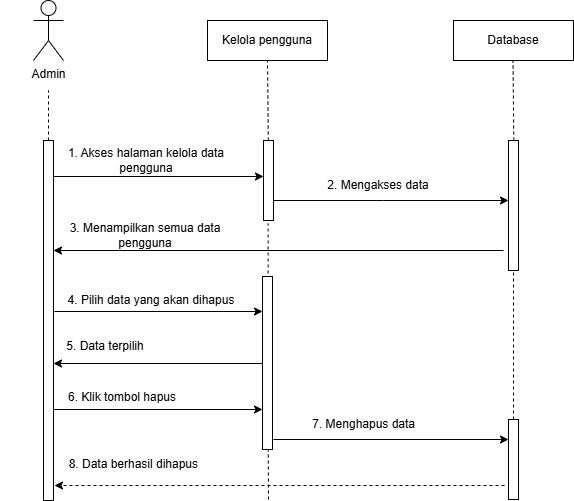 Admin
Kelola pengguna
Database
1. Akses halaman kelola data
pengguna
2. Mengakses data
3. Menampilkan semua data
pengguna
4. Pilih data yang akan dihapus
5. Data terpilih
6. Klik tombol hapus
7. Menghapus data
8. Data berhasil dihapus